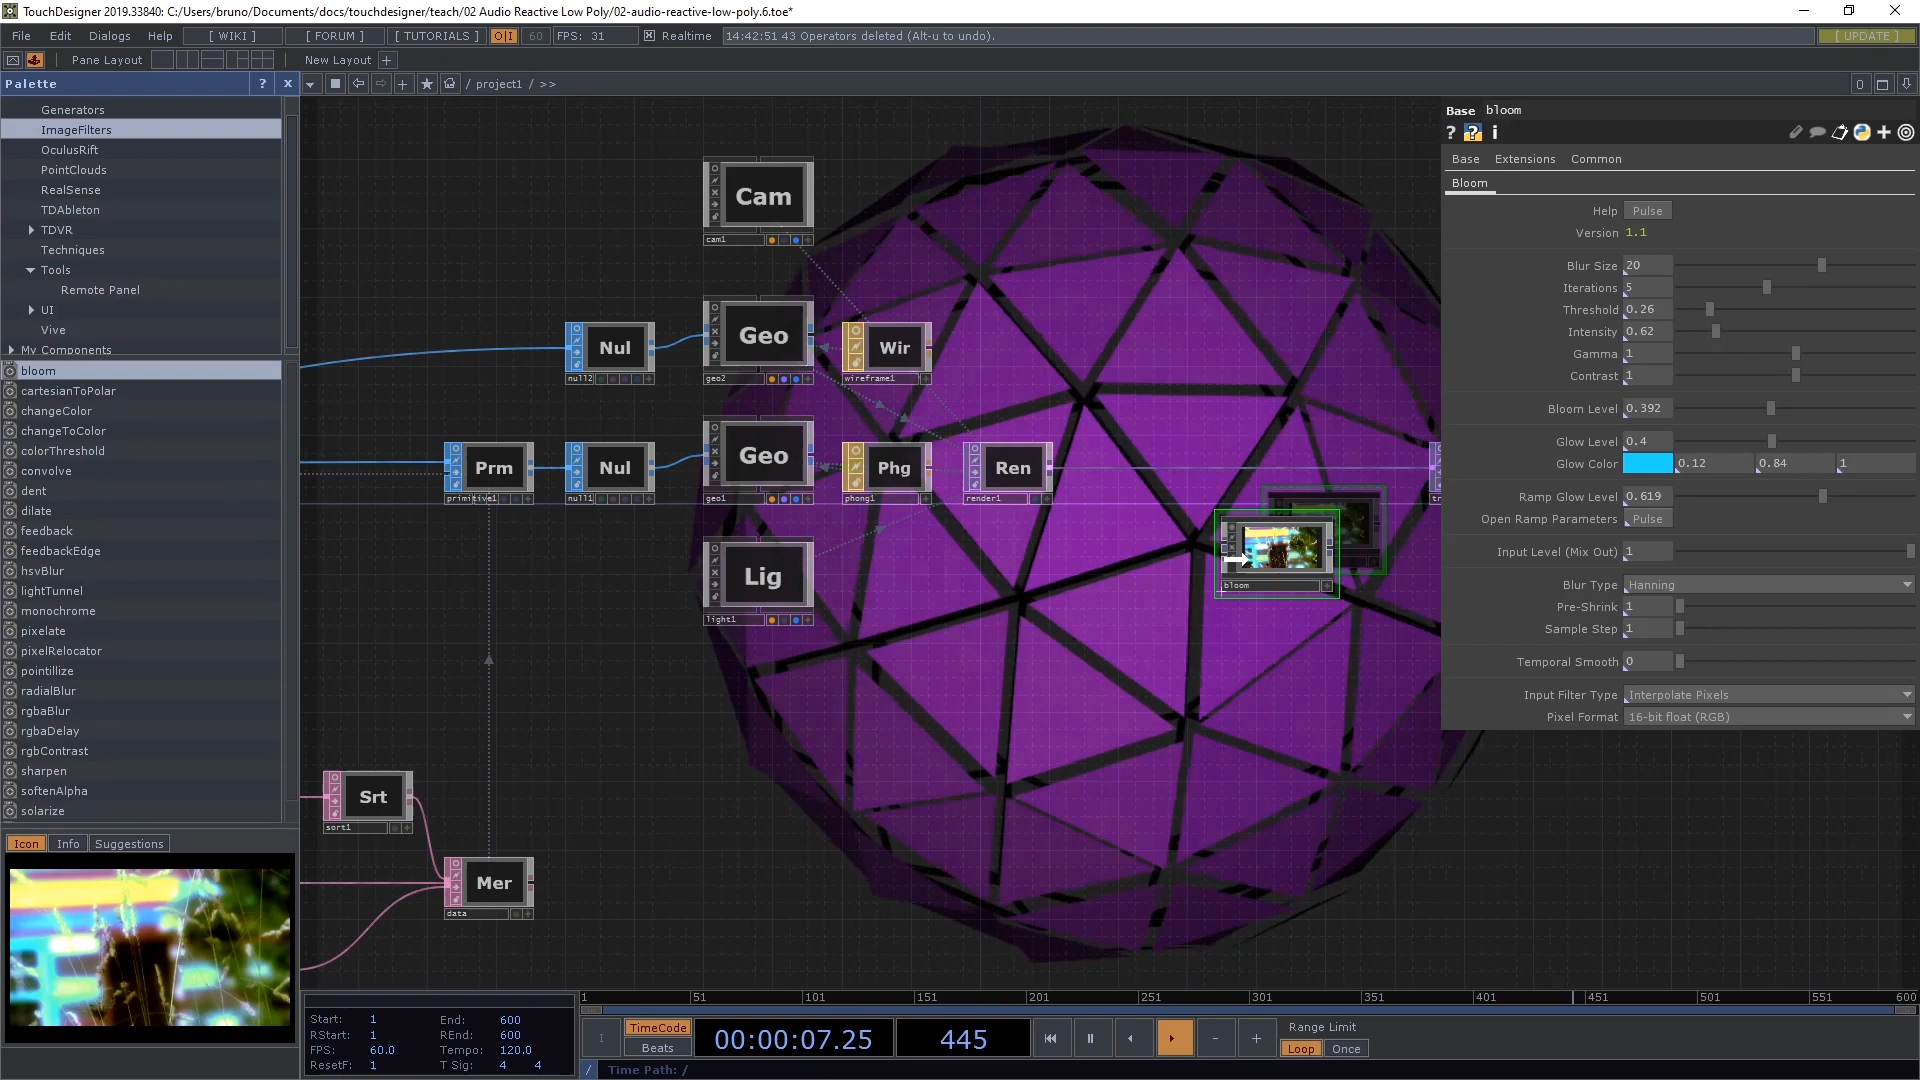 TouchDesigner 2019.33840: C:/Users/bruno/Documents/docs/touchdesigner/teach/02 Audio Reactive Low Poly/02-audio-reactive-low-poly.6.toe*
File Edit Dialogs Help [ WIKI ] [ FORUM ] [ TUTORIALS ] O|I 60 FPS: 31 Realtime 14:42:51 43 Operators deleted (Alt-u to undo). [ UPDATE ]
Pane Layout New Layout +
Palette ? x / project1 / >> 0
Generators
ImageFilters
OculusRift
PointClouds
RealSense
TDAbleton
TDVR
Techniques
Tools
Remote Panel
UI
Vive
My Components
bloom
cartesianToPolar
changeColor
changeToColor
colorThreshold
convolve
dent
dilate
feedback
feedbackEdge
hsvBlur
lightTunnel
monochrome
pixelate
pixelRelocator
pointillize
radialBlur
rgbaBlur
rgbaDelay
rgbContrast
sharpen
softenAlpha
solarize
Icon Info Suggestions
Cam
cam1
Nul
null2
Geo
geo2
Wir
wireframe1
Prm
primitive1
Nul
null1
Geo
geo1
Phg
phong1
Ren
render1
Lig
light1
bloom
Srt
sort1
Mer
data
Base bloom
? ? i
Base Extensions Common
Bloom
Help Pulse
Version 1.1
Blur Size 20
Iterations 5
Threshold 0.26
Intensity 0.62
Gamma 1
Contrast 1
Bloom Level 0.392
Glow Level 0.4
Glow Color 0.12 0.84 1
Ramp Glow Level 0.619
Open Ramp Parameters Pulse
Input Level (Mix Out) 1
Blur Type Hanning
Pre-Shrink 1
Sample Step 1
Temporal Smooth 0
Input Filter Type Interpolate Pixels
Pixel Format 16-bit float (RGB)
1 51 101 151 201 251 301 351 401 451 501 551 600
Start: 1 End: 600
RStart: 1 REnd: 600
FPS: 60.0 Tempo: 120.0
ResetF: 1 T Sig: 4 4
I TimeCode Beats 00:00:07.25 445 - + Range Limit
Loop Once
/ Time Path: /